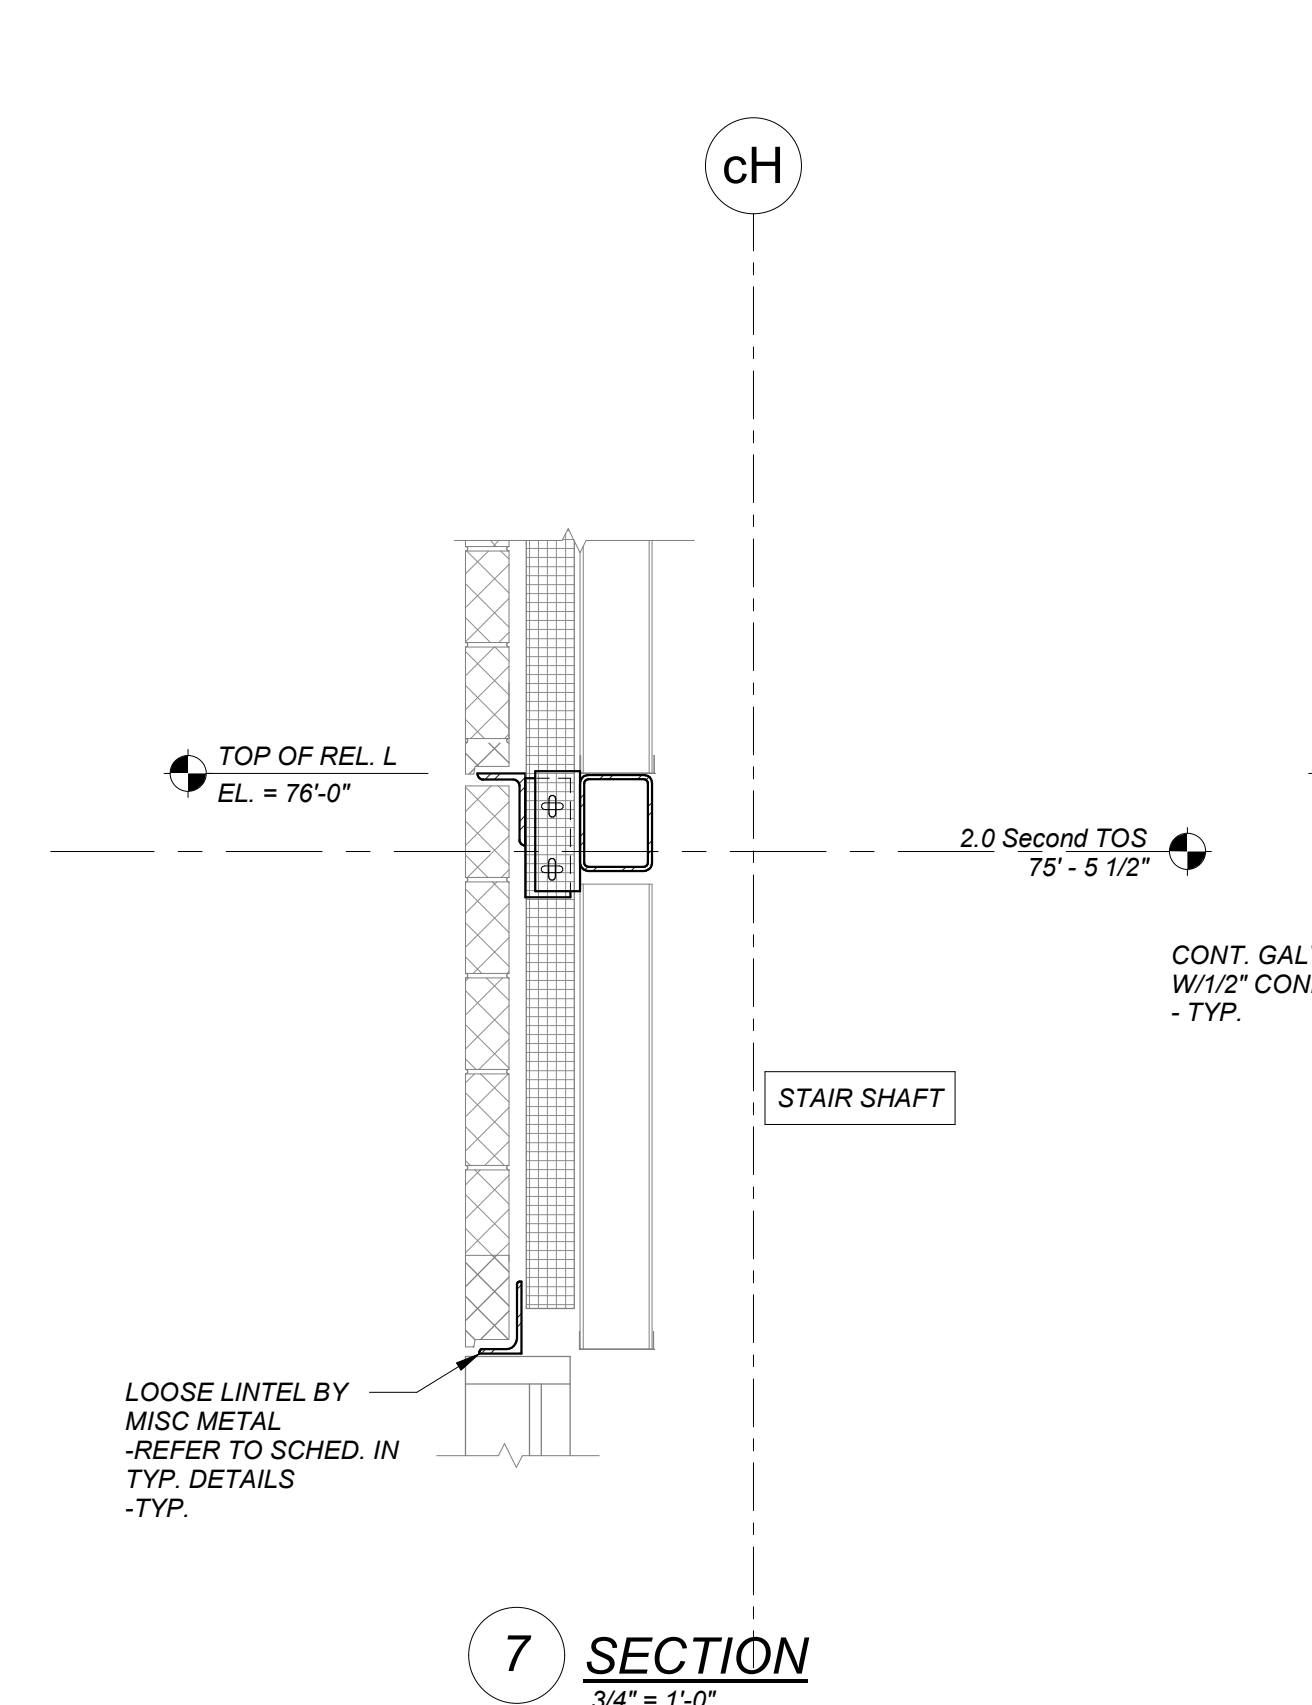 cH
TOP OF REL. L
EL. = 76'-0"
2.0 Second TOS
75' - 5 1/2"
CONT. GAL
W/1/2" CON
- TYP.
STAIR SHAFT
LOOSE LINTEL BY
MISC METAL
-REFER TO SCHED. IN
TYP. DETAILS
-TYP.
7
SECTION
3/4" = 1'-0"